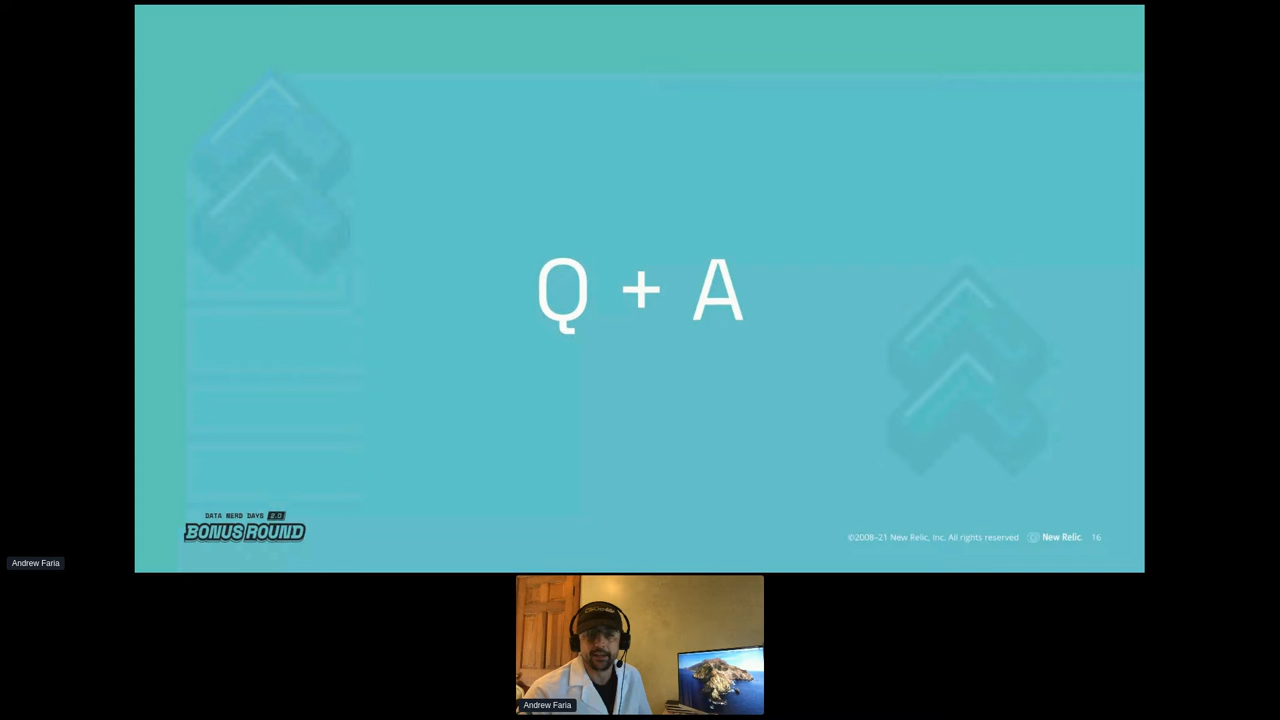 Q + A
DATA NERD DAYS 2.0
BONUS ROUND
©2008–21 New Relic, Inc. All rights reserved
New Relic.
16
Andrew Faria
Andrew Faria